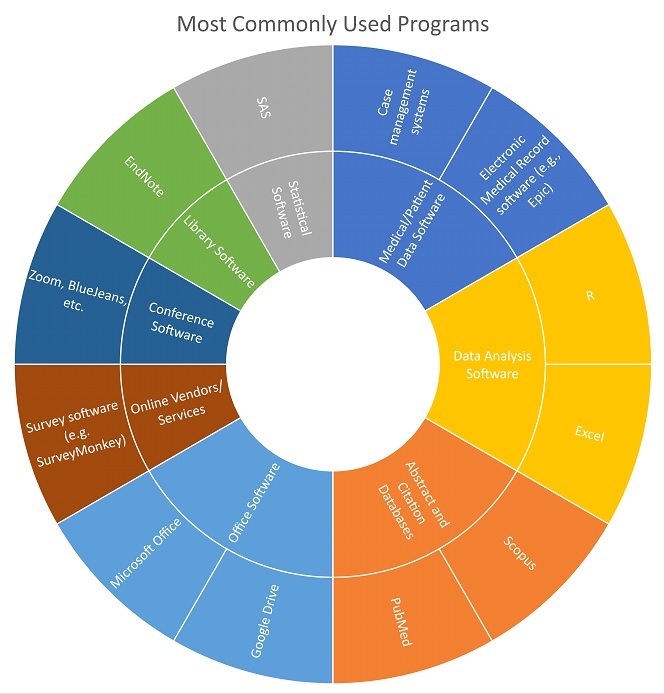 Most Commonly Used Programs
Case
management
systems
Electronic
Medical Record
software (e.g.,
Epic)
Medical/Patient
Data Software
R
Data Analysis
Software
Excel
Scopus
Abstract and
Citation
Databases
PubMed
Google Drive
Office Software
Microsoft Office
Survey software
(e.g.
SurveyMonkey)
Online Vendors/
Services
Zoom, BlueJeans,
etc.
Conference
Software
EndNote
Library Software
SAS
Statistical
Software